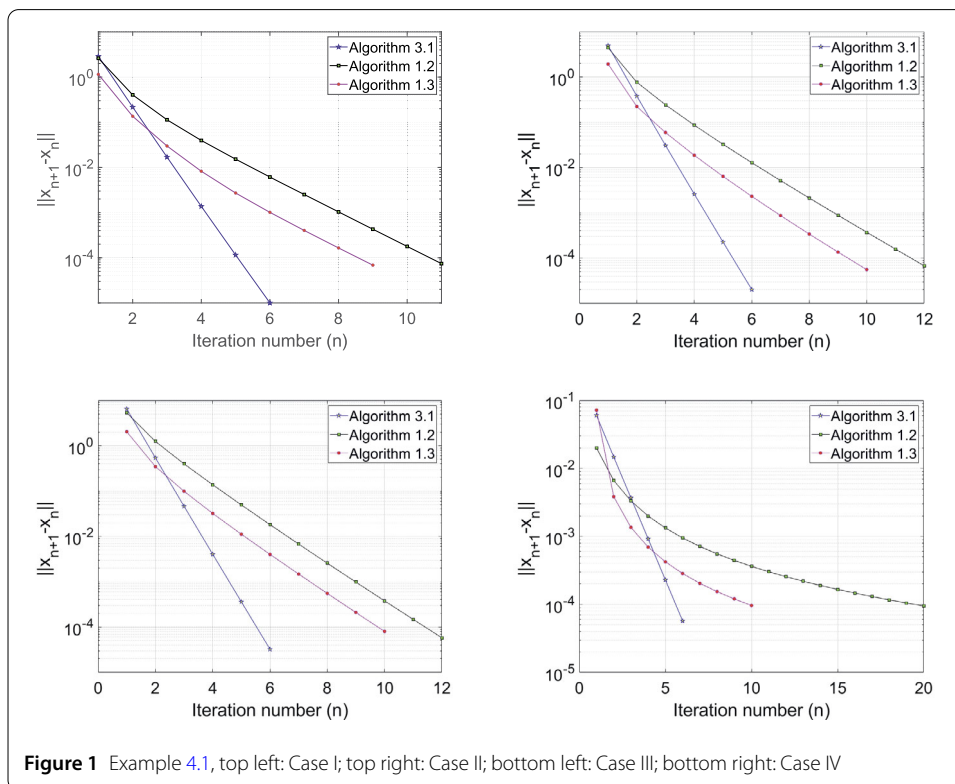 Algorithm 3.1
Algorithm 1.2
Algorithm 1.3
10^0
10^-2
10^-4
||x_{n+1}-x_n||
2 4 6 8 10
Iteration number (n)
Algorithm 3.1
Algorithm 1.2
Algorithm 1.3
10^0
10^-2
10^-4
||x_{n+1}-x_n||
0 2 4 6 8 10 12
Iteration number (n)
Algorithm 3.1
Algorithm 1.2
Algorithm 1.3
10^0
10^-2
10^-4
||x_{n+1}-x_n||
0 2 4 6 8 10 12
Iteration number (n)
Algorithm 3.1
Algorithm 1.2
Algorithm 1.3
10^-1
10^-2
10^-3
10^-4
10^-5
||x_{n+1}-x_n||
0 5 10 15 20
Iteration number (n)
Figure 1 Example 4.1, top left: Case I; top right: Case II; bottom left: Case III; bottom right: Case IV